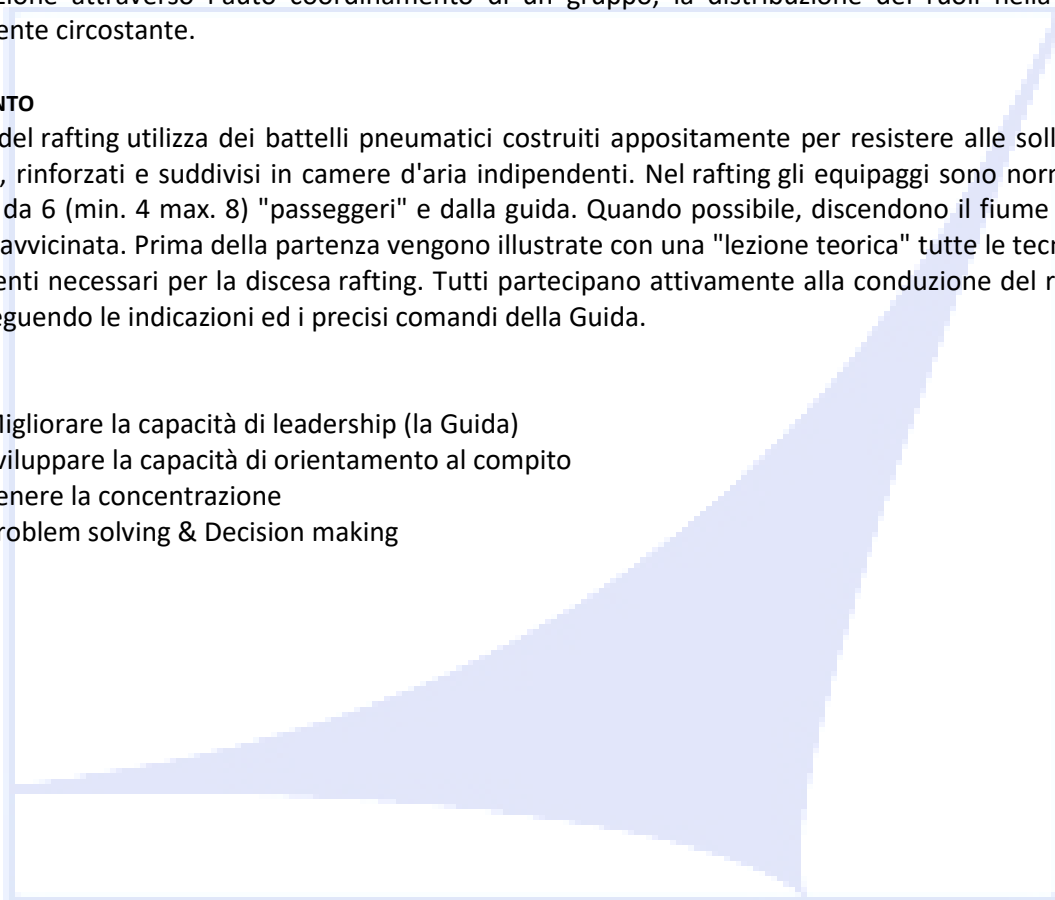 zione attraverso l'auto coordinamento di un gruppo, la distribuzione dei ruoli nella
ente circostante.
NTO
del rafting utilizza dei battelli pneumatici costruiti appositamente per resistere alle soll
, rinforzati e suddivisi in camere d'aria indipendenti. Nel rafting gli equipaggi sono norm
da 6 (min. 4 max. 8) "passeggeri" e dalla guida. Quando possibile, discendono il fiume
avvicinata. Prima della partenza vengono illustrate con una "lezione teorica" tutte le tecn
enti necessari per la discesa rafting. Tutti partecipano attivamente alla conduzione del r
eguendo le indicazioni ed i precisi comandi della Guida.
Migliorare la capacità di leadership (la Guida)
viluppare la capacità di orientamento al compito
enere la concentrazione
roblem solving & Decision making